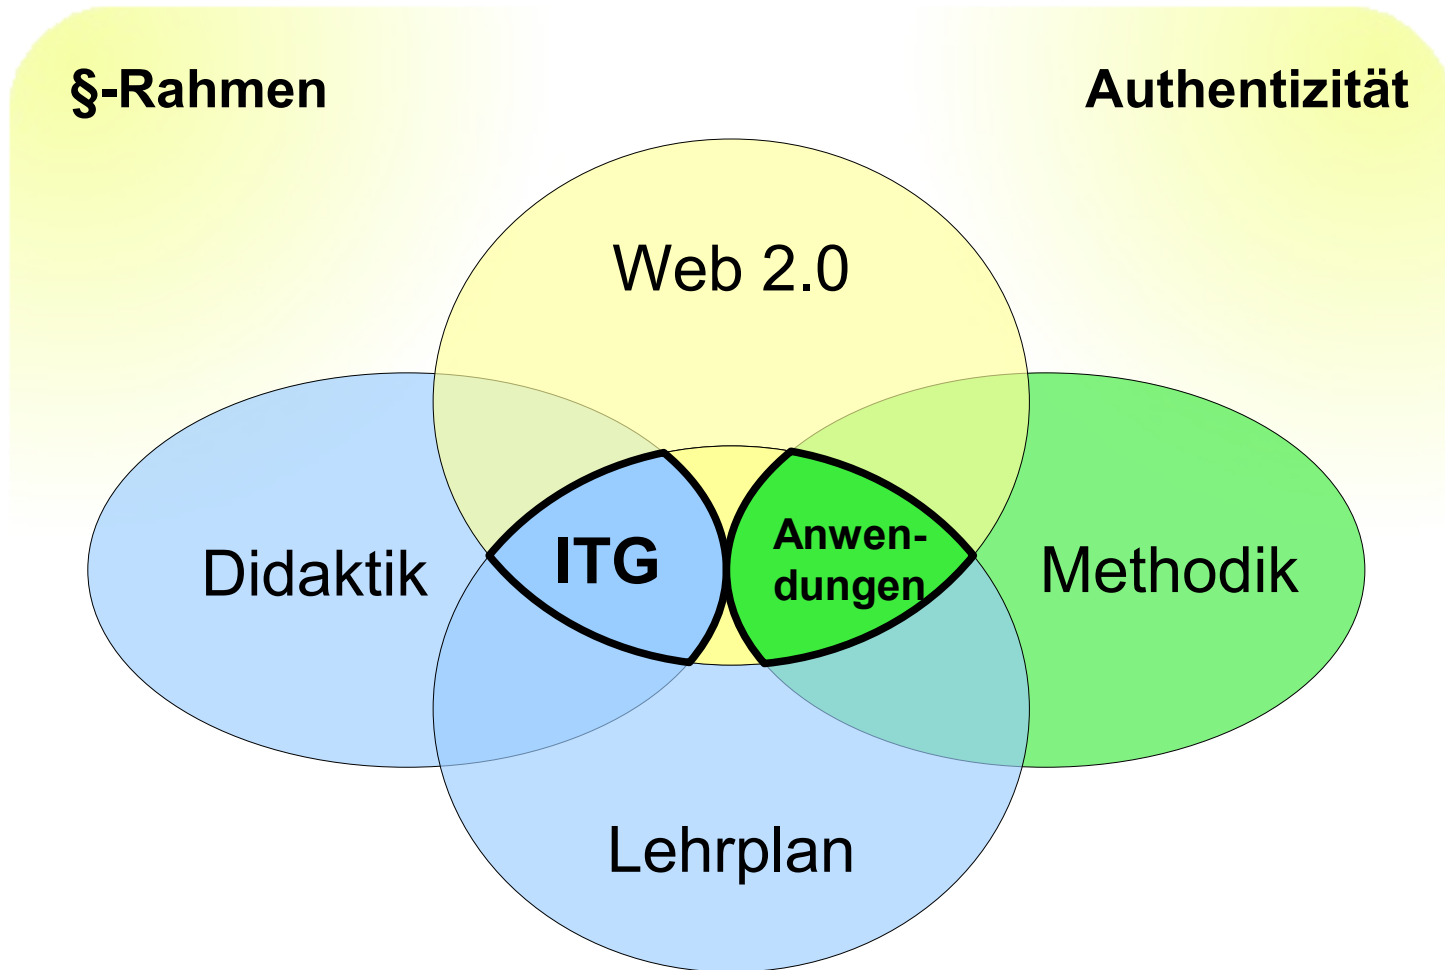 §-Rahmen
Authentizität
Web 2.0
Didaktik
ITG
Anwen-
dungen
Methodik
Lehrplan